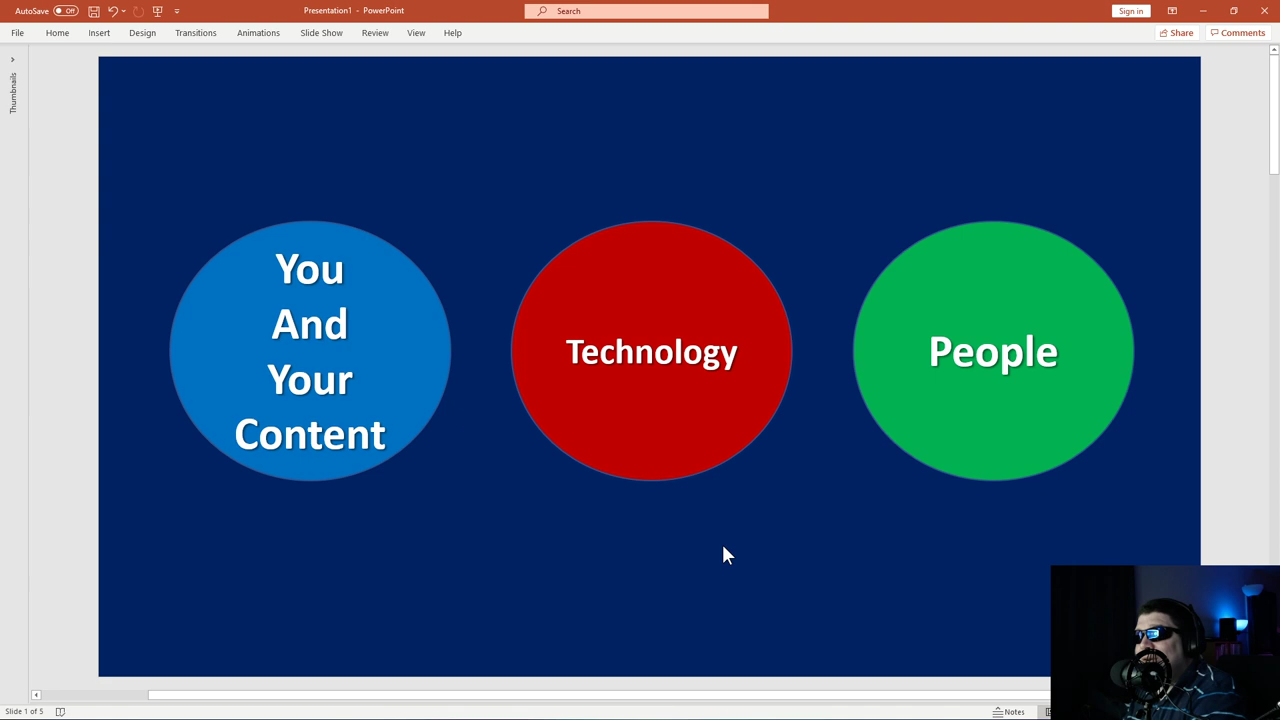 AutoSave Off
Presentation1 - PowerPoint
Search
Sign in
File Home Insert Design Transitions Animations Slide Show Review View Help
Share Comments
Thumbnails
You
And
Your
Content
Technology
People
Slide 1 of 5
Notes